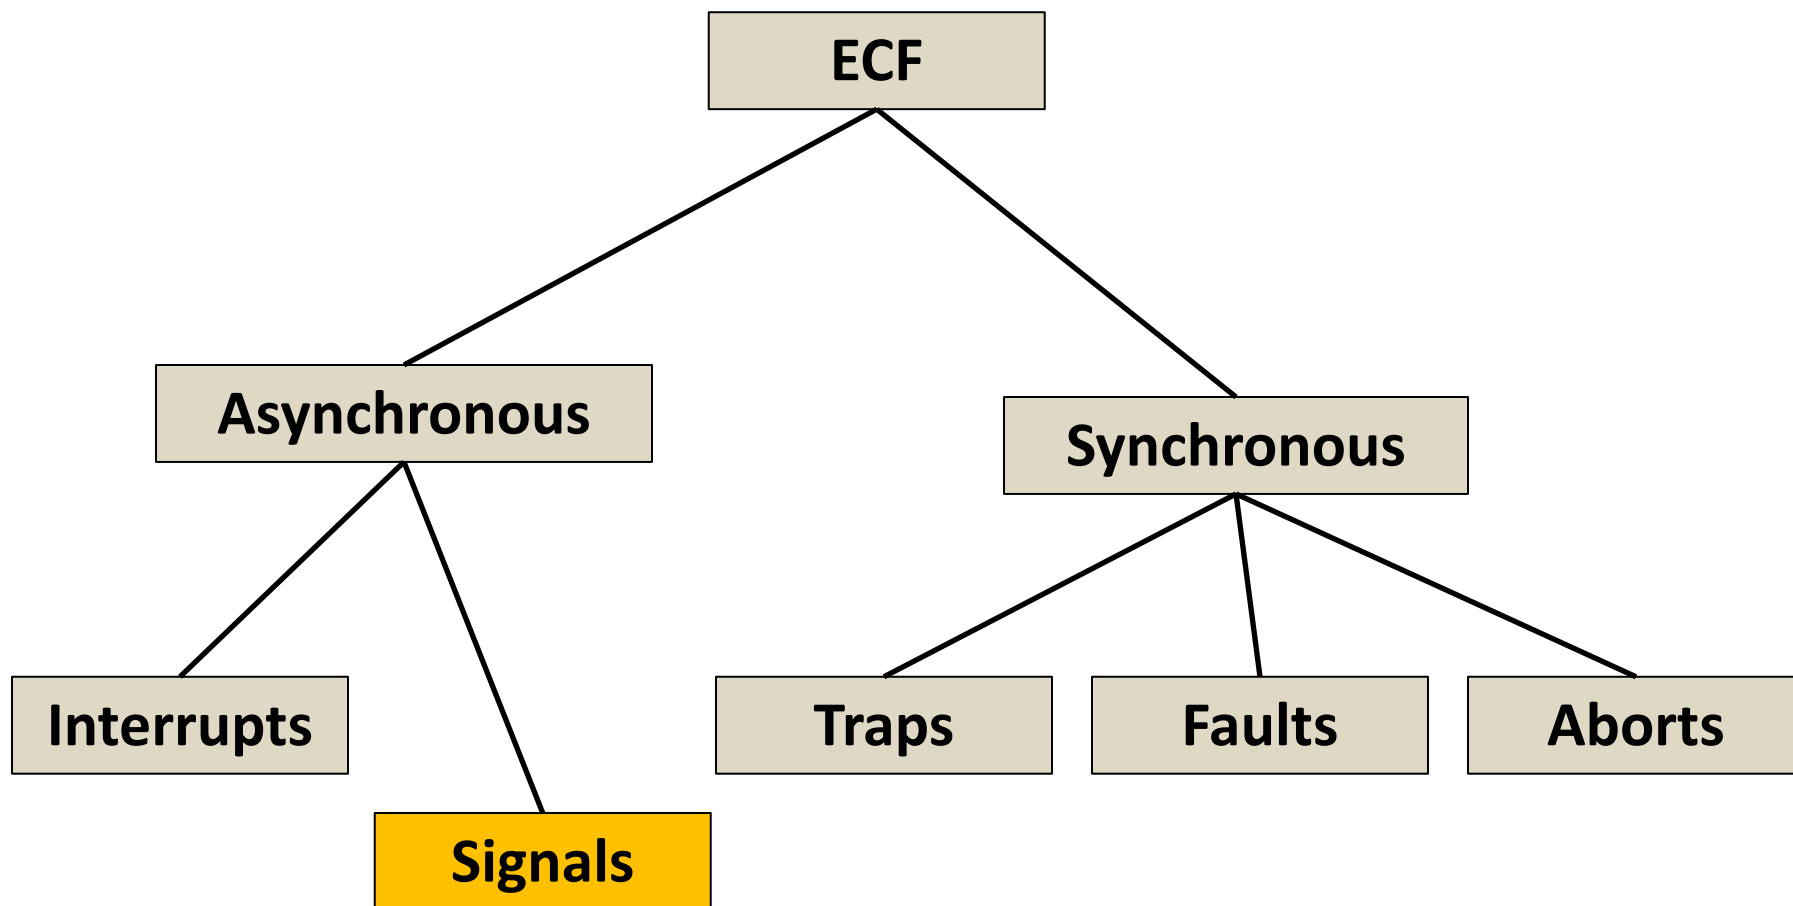 ECF
Asynchronous
Synchronous
Interrupts
Traps
Faults
Aborts
Signals